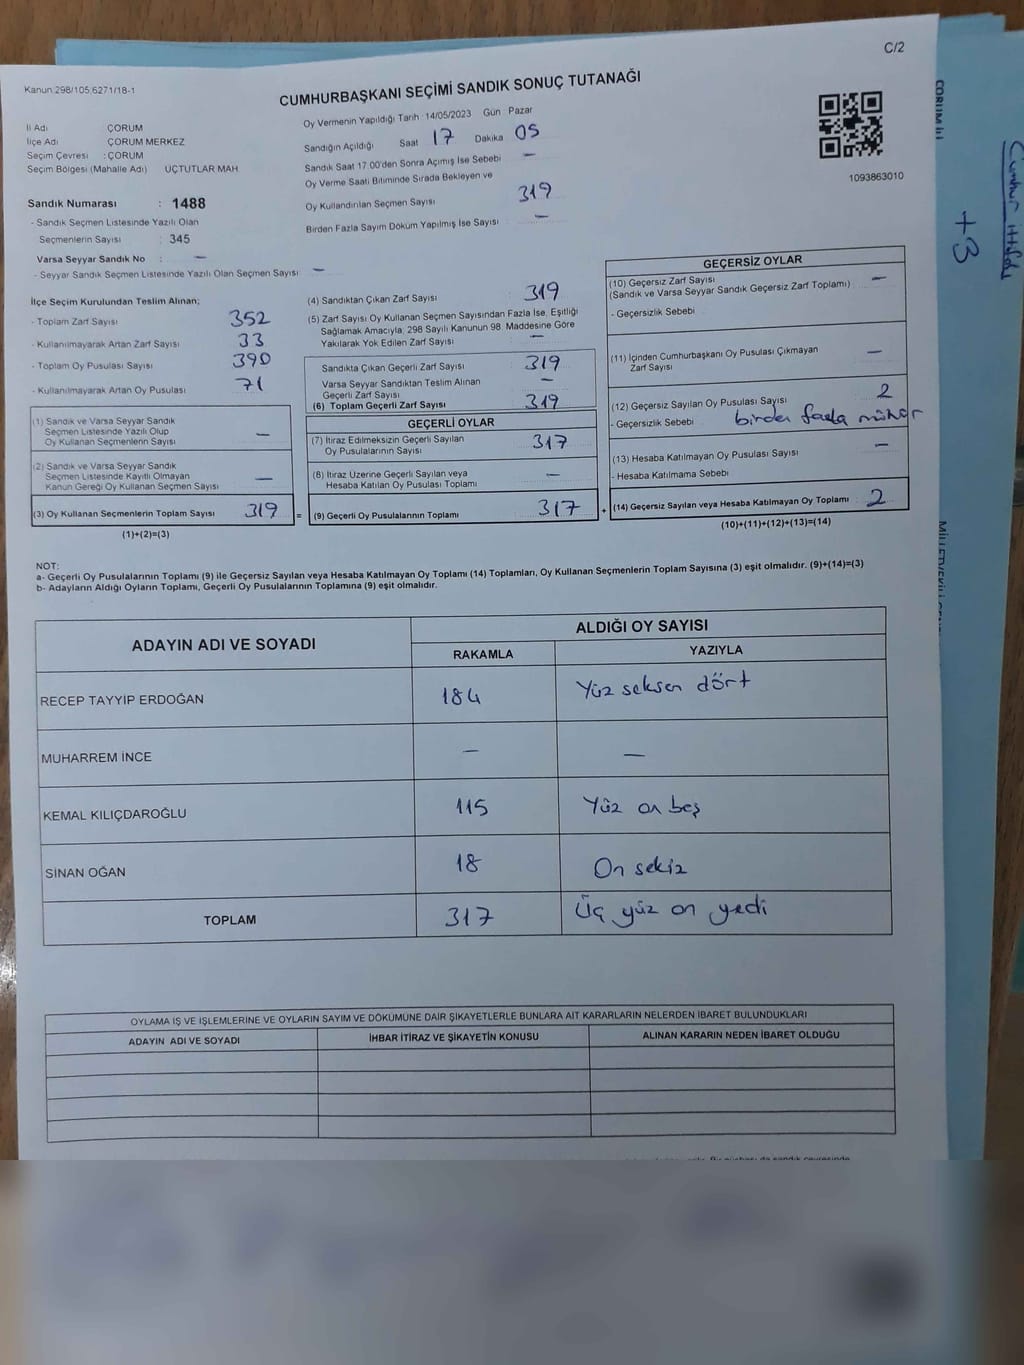 C/2
Kanun 298/105,6271/18-1
CUMHURBAŞKANI SEÇİMİ SANDIK SONUÇ TUTANAĞI
İl Adı ÇORUM
İlçe Adı ÇORUM MERKEZ
Seçim Çevresi : ÇORUM
Seçim Bölgesi (Mahalle Adı) ÜÇTUTLAR MAH
Sandık Numarası : 1488
- Sandık Seçmen Listesinde Yazılı Olan
Seçmenlerin Sayısı : 345
Varsa Seyyar Sandık No : —
- Seyyar Sandık Seçmen Listesinde Yazılı Olan Seçmen Sayısı : —
Oy Vermenin Yapıldığı Tarih : 14/05/2023 Gün : Pazar
Sandığın Açıldığı Saat 17 Dakika 05
Sandık Saat 17.00'den Sonra Açımış İse Sebebi —
Oy Verme Saati Bitiminde Sırada Bekleyen ve
Oy Kullandırılan Seçmen Sayısı 319
Birden Fazla Sayım Döküm Yapılmış İse Sayısı —
1093863010
İlçe Seçim Kurulundan Teslim Alınan;
- Toplam Zarf Sayısı 352
- Kullanılmayarak Artan Zarf Sayısı 33
- Toplam Oy Pusulası Sayısı 390
- Kullanılmayarak Artan Oy Pusulası 71
(1) Sandık ve Varsa Seyyar Sandık
Seçmen Listesinde Yazılı Olup
Oy Kullanan Seçmenlerin Sayısı —
(2) Sandık ve Varsa Seyyar Sandık
Seçmen Listesinde Kayıtlı Olmayan
Kanun Gereği Oy Kullanan Seçmen Sayısı —
(3) Oy Kullanan Seçmenlerin Toplam Sayısı 319 =
(1)+(2)=(3)
(4) Sandıktan Çıkan Zarf Sayısı 319
(5) Zarf Sayısı Oy Kullanan Seçmen Sayısından Fazla İse, Eşitliği
Sağlamak Amacıyla, 298 Sayılı Kanunun 98. Maddesine Göre
Yakılarak Yok Edilen Zarf Sayısı —
Sandıkta Çıkan Geçerli Zarf Sayısı 319
Varsa Seyyar Sandıktan Teslim Alınan
Geçerli Zarf Sayısı —
(6) Toplam Geçerli Zarf Sayısı 319
GEÇERLİ OYLAR
(7) İtiraz Edilmeksizin Geçerli Sayılan
Oy Pusulalarının Sayısı 317
(8) İtiraz Üzerine Geçerli Sayılan veya
Hesaba Katılan Oy Pusulası Toplamı —
(9) Geçerli Oy Pusulalarının Toplamı 317 +
GEÇERSİZ OYLAR
(10) Geçersiz Zarf Sayısı —
(Sandık ve Varsa Seyyar Sandık Geçersiz Zarf Toplamı)
- Geçersizlik Sebebi
(11) İçinden Cumhurbaşkanı Oy Pusulası Çıkmayan
Zarf Sayısı —
(12) Geçersiz Sayılan Oy Pusulası Sayısı 2
- Geçersizlik Sebebi birden fazla mühür
(13) Hesaba Katılmayan Oy Pusulası Sayısı —
- Hesaba Katılmama Sebebi
(14) Geçersiz Sayılan veya Hesaba Katılmayan Oy Toplamı : 2
(10)+(11)+(12)+(13)=(14)
NOT:
a- Geçerli Oy Pusulalarının Toplamı (9) ile Geçersiz Sayılan veya Hesaba Katılmayan Oy Toplamı (14) Toplamları, Oy Kullanan Seçmenlerin Toplam Sayısına (3) eşit olmalıdır. (9)+(14)=(3)
b- Adayların Aldığı Oyların Toplamı, Geçerli Oy Pusulalarının Toplamına (9) eşit olmalıdır.
ADAYIN ADI VE SOYADI ALDIĞI OY SAYISI
RAKAMLA YAZIYLA
RECEP TAYYİP ERDOĞAN 184 Yüz seksen dört
MUHARREM İNCE — —
KEMAL KILIÇDAROĞLU 115 Yüz on beş
SİNAN OĞAN 18 On sekiz
TOPLAM 317 Üç yüz on yedi
OYLAMA İŞ VE İŞLEMLERİNE VE OYLARIN SAYIM VE DÖKÜMÜNE DAİR ŞİKAYETLERLE BUNLARA AİT KARARLARIN NELERDEN İBARET BULUNDUKLARI
ADAYIN ADI VE SOYADI İHBAR İTİRAZ VE ŞİKAYETİN KONUSU ALINAN KARARIN NEDEN İBARET OLDUĞU
ÇORUM İLİ
Cumhur İttifakı
+3